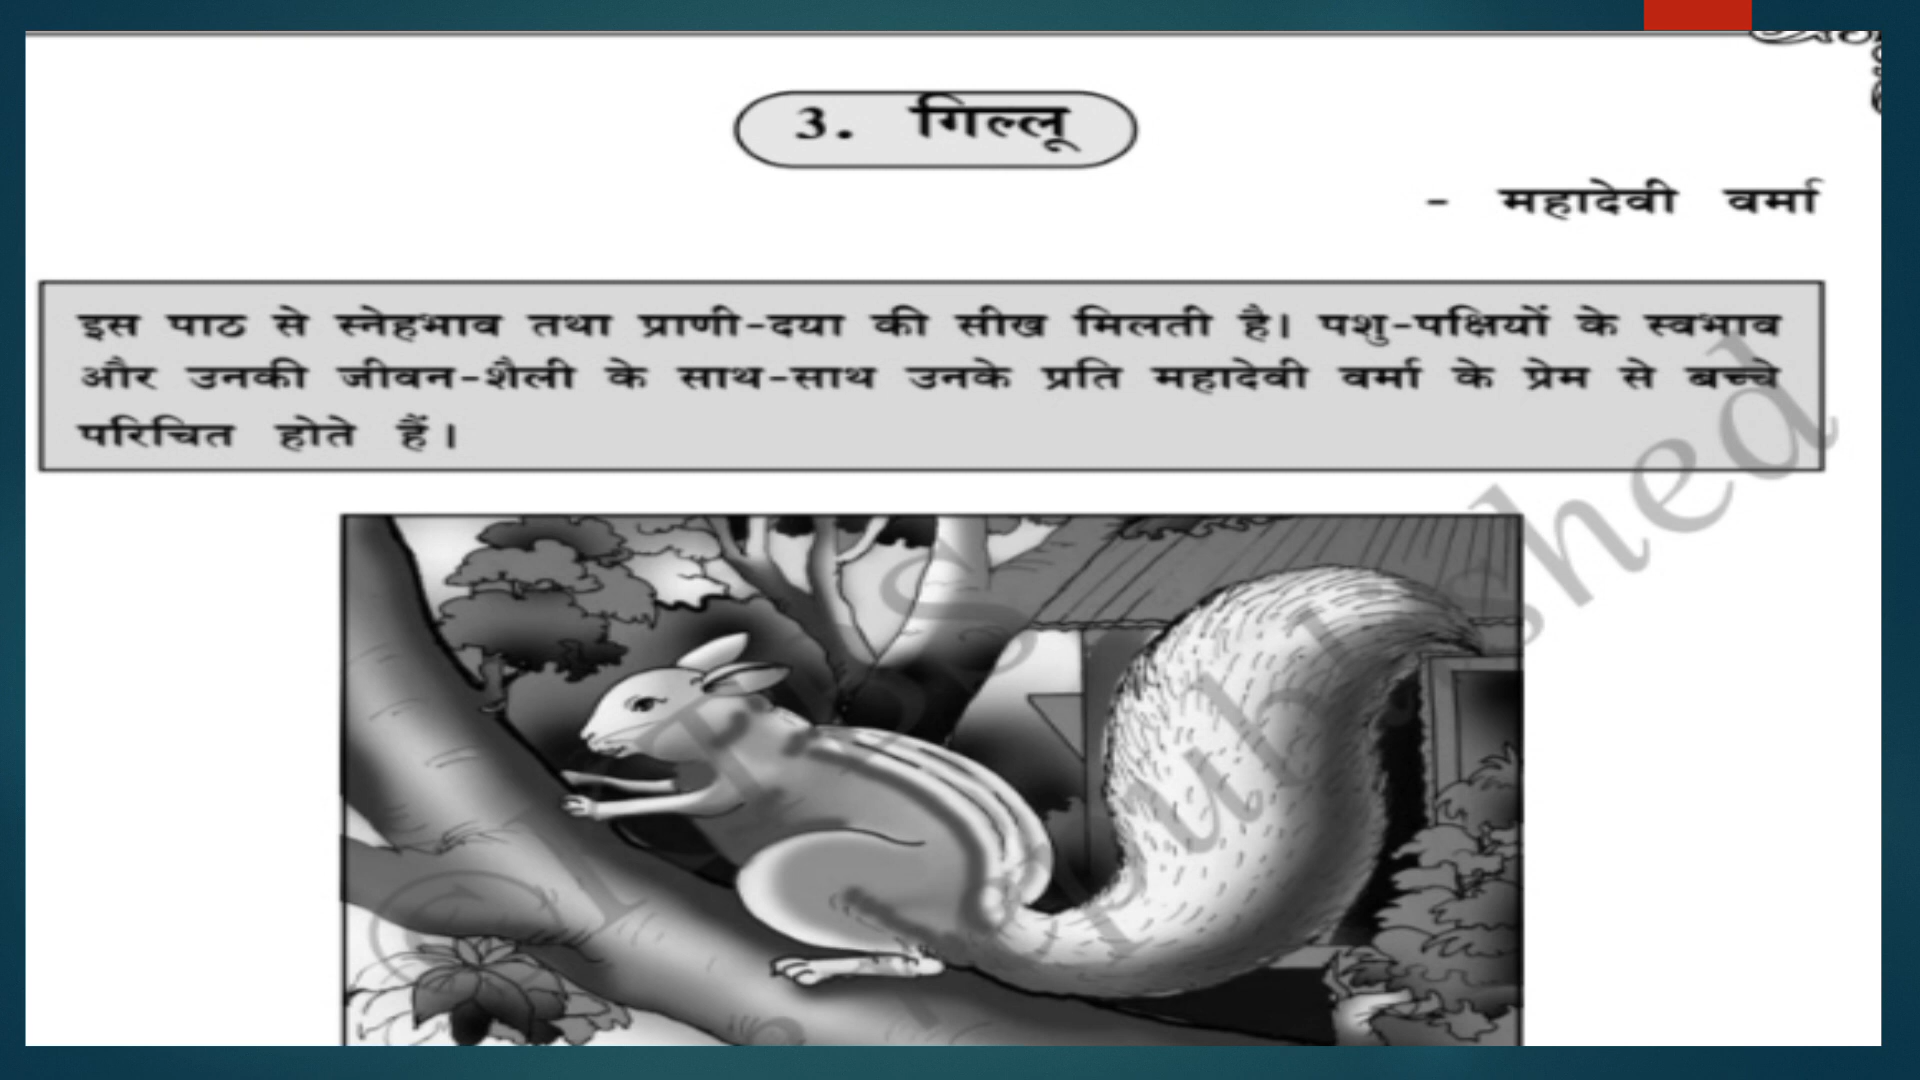 3. गिल्लू
- महादेवी वर्मा
इस पाठ से स्नेहभाव तथा प्राणी-दया की सीख मिलती है। पशु-पक्षियों के स्वभाव
और उनकी जीवन-शैली के साथ-साथ उनके प्रति महादेवी वर्मा के प्रेम से बच्चे
परिचित होते हैं।